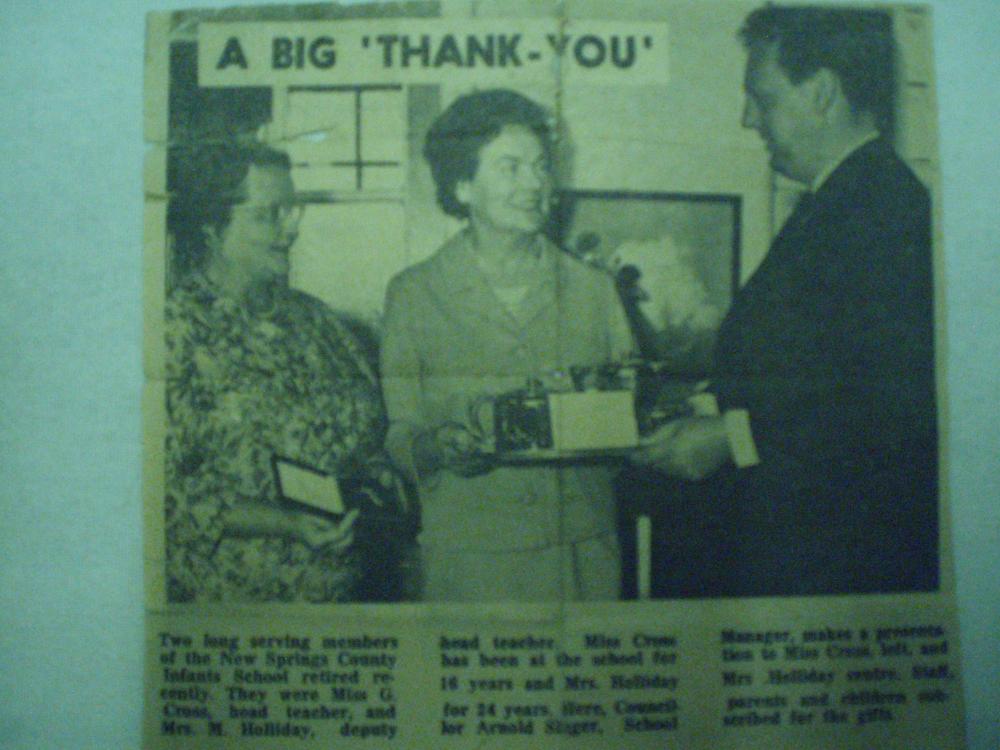 A BIG 'THANK-YOU'
Two long serving members
of the New Springs County
Infants School retired re-
cently. They were Miss G.
Cross, head teacher, and
Mrs. M. Holliday, deputy
head teacher. Miss Cross
has been at the school for
16 years and Mrs. Holliday
for 24 years. Here, Council-
lor Arnold Singer, School
Manager, makes a presenta-
tion to Miss Cross, left, and
Mrs Holliday centre. Staff,
parents and children sub-
scribed for the gifts.